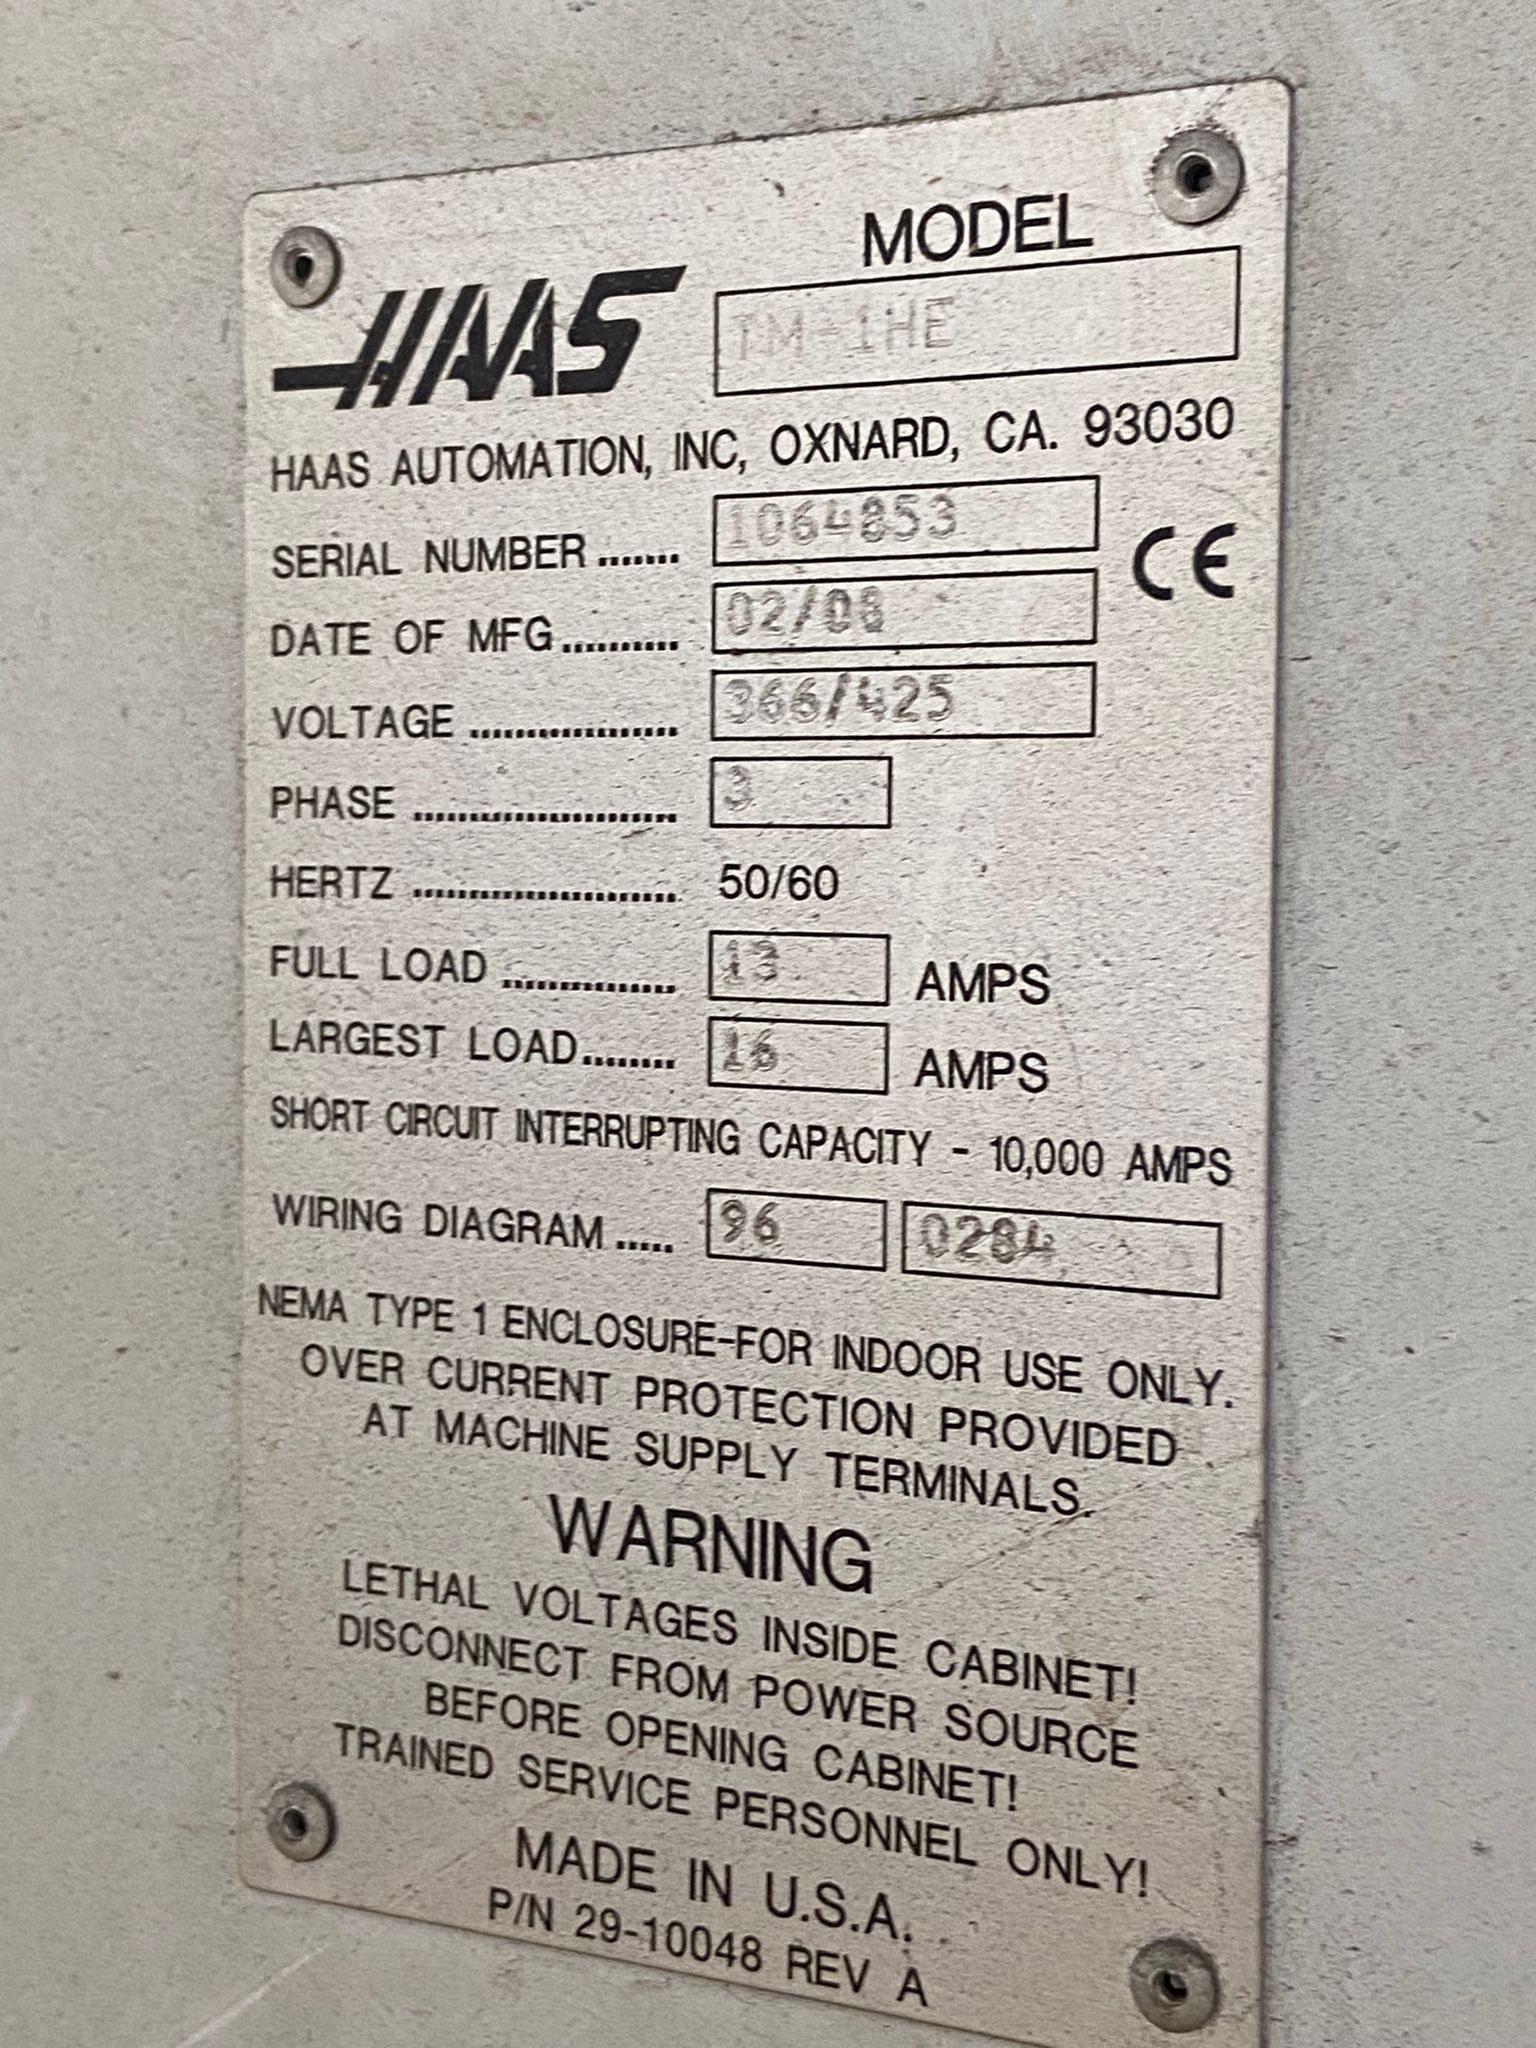 MODEL
HAAS TM-1HE
HAAS AUTOMATION, INC, OXNARD, CA. 93030
SERIAL NUMBER ....... 1064853
CE
DATE OF MFG .......... 02/08
VOLTAGE .................. 366/425
PHASE ....................... 3
HERTZ ....................... 50/60
FULL LOAD ............... 13 AMPS
LARGEST LOAD ........ 16 AMPS
SHORT CIRCUIT INTERRUPTING CAPACITY - 10,000 AMPS
WIRING DIAGRAM ..... 96 0284
NEMA TYPE 1 ENCLOSURE-FOR INDOOR USE ONLY.
OVER CURRENT PROTECTION PROVIDED
AT MACHINE SUPPLY TERMINALS.
WARNING
LETHAL VOLTAGES INSIDE CABINET!
DISCONNECT FROM POWER SOURCE
BEFORE OPENING CABINET!
TRAINED SERVICE PERSONNEL ONLY!
MADE IN U.S.A.
P/N 29-10048 REV A